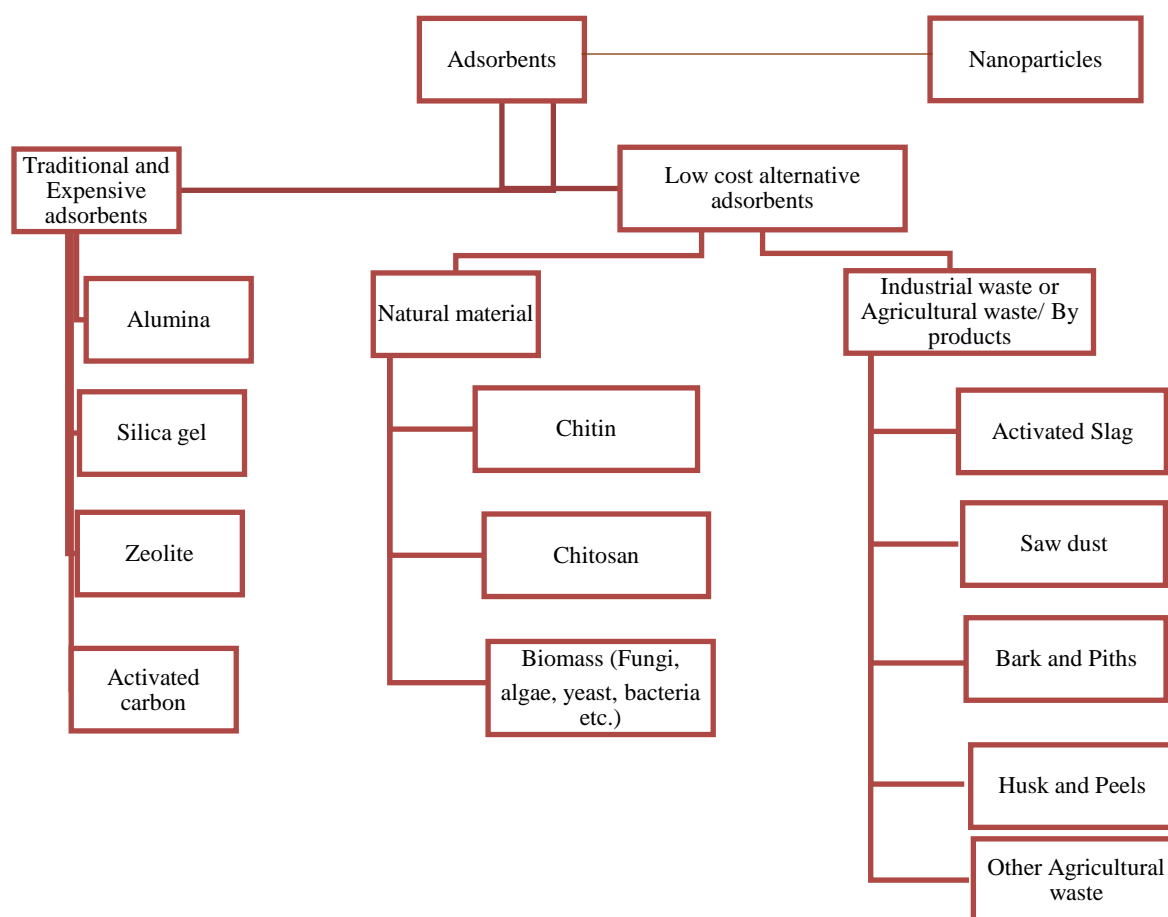 Adsorbents
Nanoparticles
Traditional and
Expensive
adsorbents
Low cost alternative
adsorbents
Alumina
Silica gel
Zeolite
Activated
carbon
Natural material
Chitin
Chitosan
Biomass (Fungi,
algae, yeast, bacteria
etc.)
Industrial waste or
Agricultural waste/ By
products
Activated Slag
Saw dust
Bark and Piths
Husk and Peels
Other Agricultural
waste